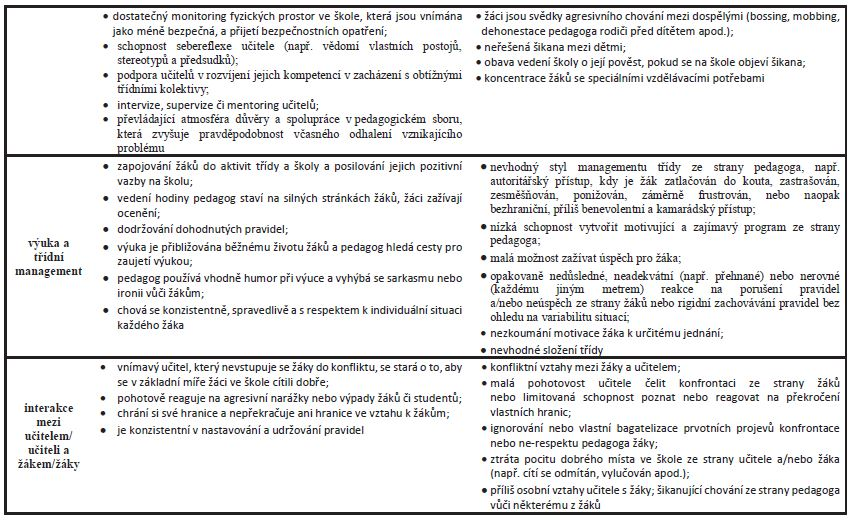 • dostatečný monitoring fyzických prostor ve škole, která jsou vnímána
jako méně bezpečná, a přijetí bezpečnostních opatření;
• schopnost sebereflexe učitele (např. vědomí vlastních postojů,
stereotypů a předsudků);
• podpora učitelů v rozvíjení jejich kompetencí v zacházení s obtížnými
třídními kolektivy;
• intervize, supervize či mentoring učitelů;
• převládající atmosféra důvěry a spolupráce v pedagogickém sboru,
která zvyšuje pravděpodobnost včasného odhalení vznikajícího
problému
• žáci jsou svědky agresivního chování mezi dospělými (bossing, mobbing,
dehonestace pedagoga rodiči před dítětem apod.);
• neřešená šikana mezi dětmi;
• obava vedení školy o její pověst, pokud se na škole objeví šikana;
• koncentrace žáků se speciálními vzdělávacími potřebami
výuka a
třídní
management
• zapojování žáků do aktivit třídy a školy a posilování jejich pozitivní
vazby na školu;
• vedení hodiny pedagog staví na silných stránkách žáků, žáci zažívají
ocenění;
• dodržování dohodnutých pravidel;
• výuka je přibližována běžnému životu žáků a pedagog hledá cesty pro
zaujetí výukou;
• pedagog používá vhodně humor při výuce a vyhýbá se sarkasmu nebo
ironii vůči žákům;
• chová se konzistentně, spravedlivě a s respektem k individuální situaci
každého žáka
• nevhodný styl managementu třídy ze strany pedagoga, např.
autoritářský přístup, kdy je žák zatlačován do kouta, zastrašován,
zesměšňován, ponižován, záměrně frustrován, nebo naopak
bezhraniční, příliš benevolentní a kamarádský přístup;
• nízká schopnost vytvořit motivující a zajímavý program ze strany
pedagoga;
• malá možnost zažívat úspěch pro žáka;
• opakovaně nedůsledné, neadekvátní (např. přehnané) nebo nerovné
(každému jiným metrem) reakce na porušení pravidel
a/nebo neúspěch ze strany žáků nebo rigidní zachovávání pravidel bez
ohledu na variabilitu situací;
• nezkoumání motivace žáka k určitému jednání;
• nevhodné složení třídy
interakce
mezi
učitelem/
učiteli a
žákem/žáky
• vnímavý učitel, který nevstupuje se žáky do konfliktu, se stará o to, aby
se v základní míře žáci ve škole cítili dobře;
• pohotově reaguje na agresivní narážky nebo výpady žáků či studentů;
• chrání si své hranice a nepřekračuje ani hranice ve vztahu k žákům;
• je konzistentní v nastavování a udržování pravidel
• konfliktní vztahy mezi žáky a učitelem;
• malá pohotovost učitele čelit konfrontaci ze strany žáků
nebo limitovaná schopnost poznat nebo reagovat na překročení
vlastních hranic;
• ignorování nebo vlastní bagatelizace prvotních projevů konfrontace
nebo ne-respektu pedagoga žáky;
• ztráta pocitu dobrého místa ve škole ze strany učitele a/nebo žáka
(např. cítí se odmítán, vylučován apod.);
• příliš osobní vztahy učitele s žáky; šikanující chování ze strany pedagoga
vůči některému z žáků